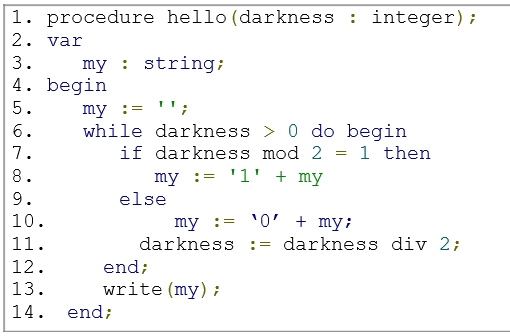 1. procedure hello(darkness : integer);
2. var
3.    my : string;
4. begin
5.    my := '';
6.    while darkness > 0 do begin
7.       if darkness mod 2 = 1 then
8.          my := '1' + my
9.       else
10.          my := ‘0’ + my;
11.       darkness := darkness div 2;
12.    end;
13.    write(my);
14. end;